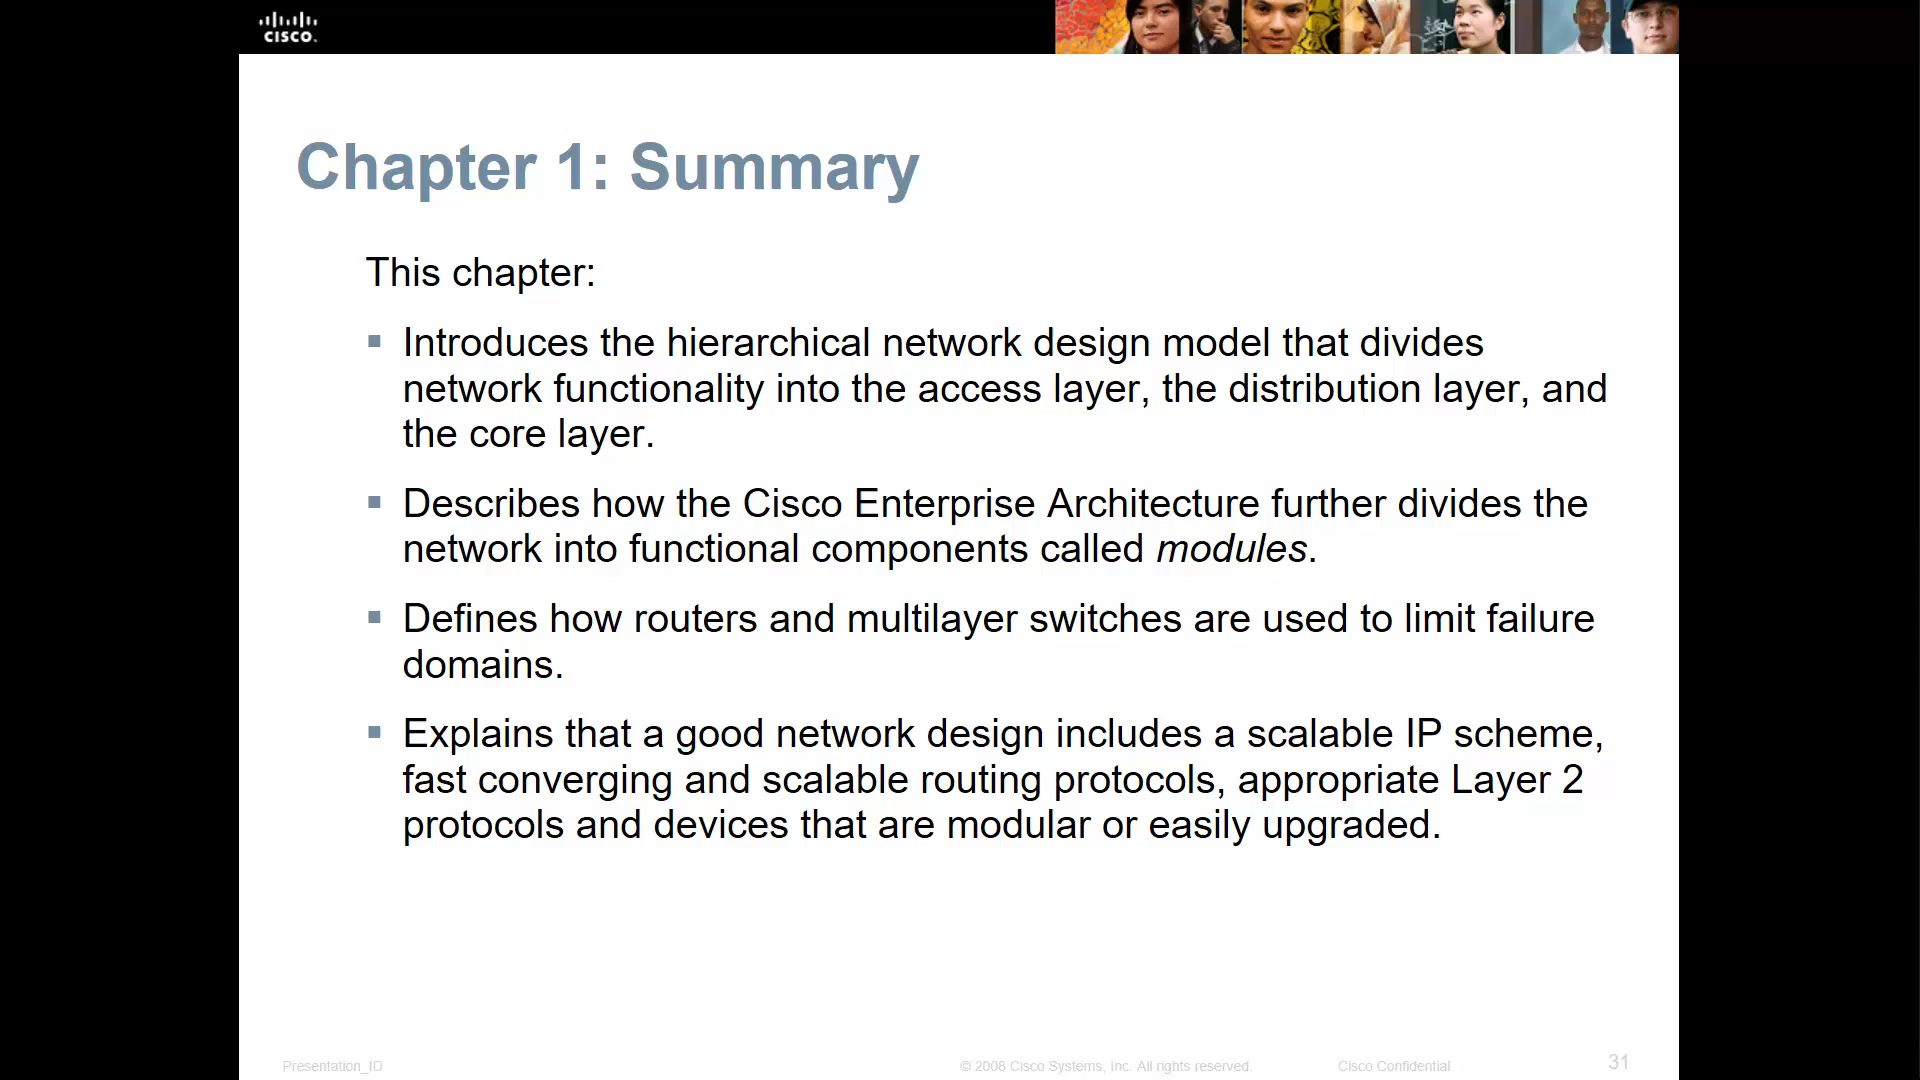 CISCO.
Chapter 1: Summary
This chapter:
▪ Introduces the hierarchical network design model that divides
network functionality into the access layer, the distribution layer, and
the core layer.
▪ Describes how the Cisco Enterprise Architecture further divides the
network into functional components called modules.
▪ Defines how routers and multilayer switches are used to limit failure
domains.
▪ Explains that a good network design includes a scalable IP scheme,
fast converging and scalable routing protocols, appropriate Layer 2
protocols and devices that are modular or easily upgraded.
Presentation_ID © 2008 Cisco Systems, Inc. All rights reserved. Cisco Confidential 31